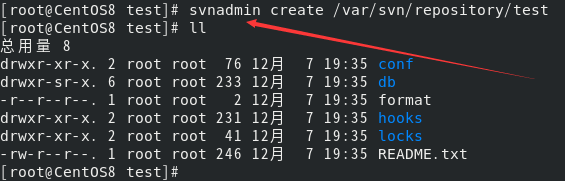 [root@CentOS8 test]# svnadmin create /var/svn/repository/test
[root@CentOS8 test]# ll
总用量 8
drwxr-xr-x. 2 root root  76 12月  7 19:35 conf
drwxr-sr-x. 6 root root 233 12月  7 19:35 db
-r--r--r--. 1 root root   2 12月  7 19:35 format
drwxr-xr-x. 2 root root 231 12月  7 19:35 hooks
drwxr-xr-x. 2 root root  41 12月  7 19:35 locks
-rw-r--r--. 1 root root 246 12月  7 19:35 README.txt
[root@CentOS8 test]#